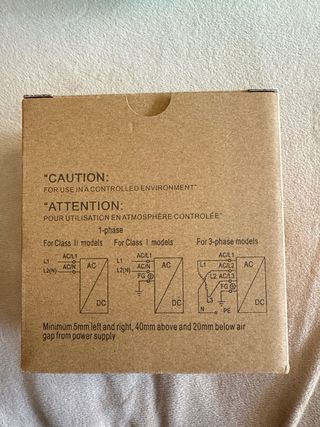 "CAUTION:
FOR USE IN A CONTROLLED ENVIRONMENT"
"ATTENTION:
POUR UTILISATION EN ATMOSPHÈRE CONTROLÉE"
1-phase
For Class II models For Class I models For 3-phase models
L1 AC/L1 AC
L2(N) AC/N
DC
L1 AC/L1 AC
L2(N) AC/N
FG
DC
L1 AC/L1 AC
AC/L2
L2 AC/L3
FG
N PE DC
Minimum 5mm left and right, 40mm above and 20mm below air
gap from power supply